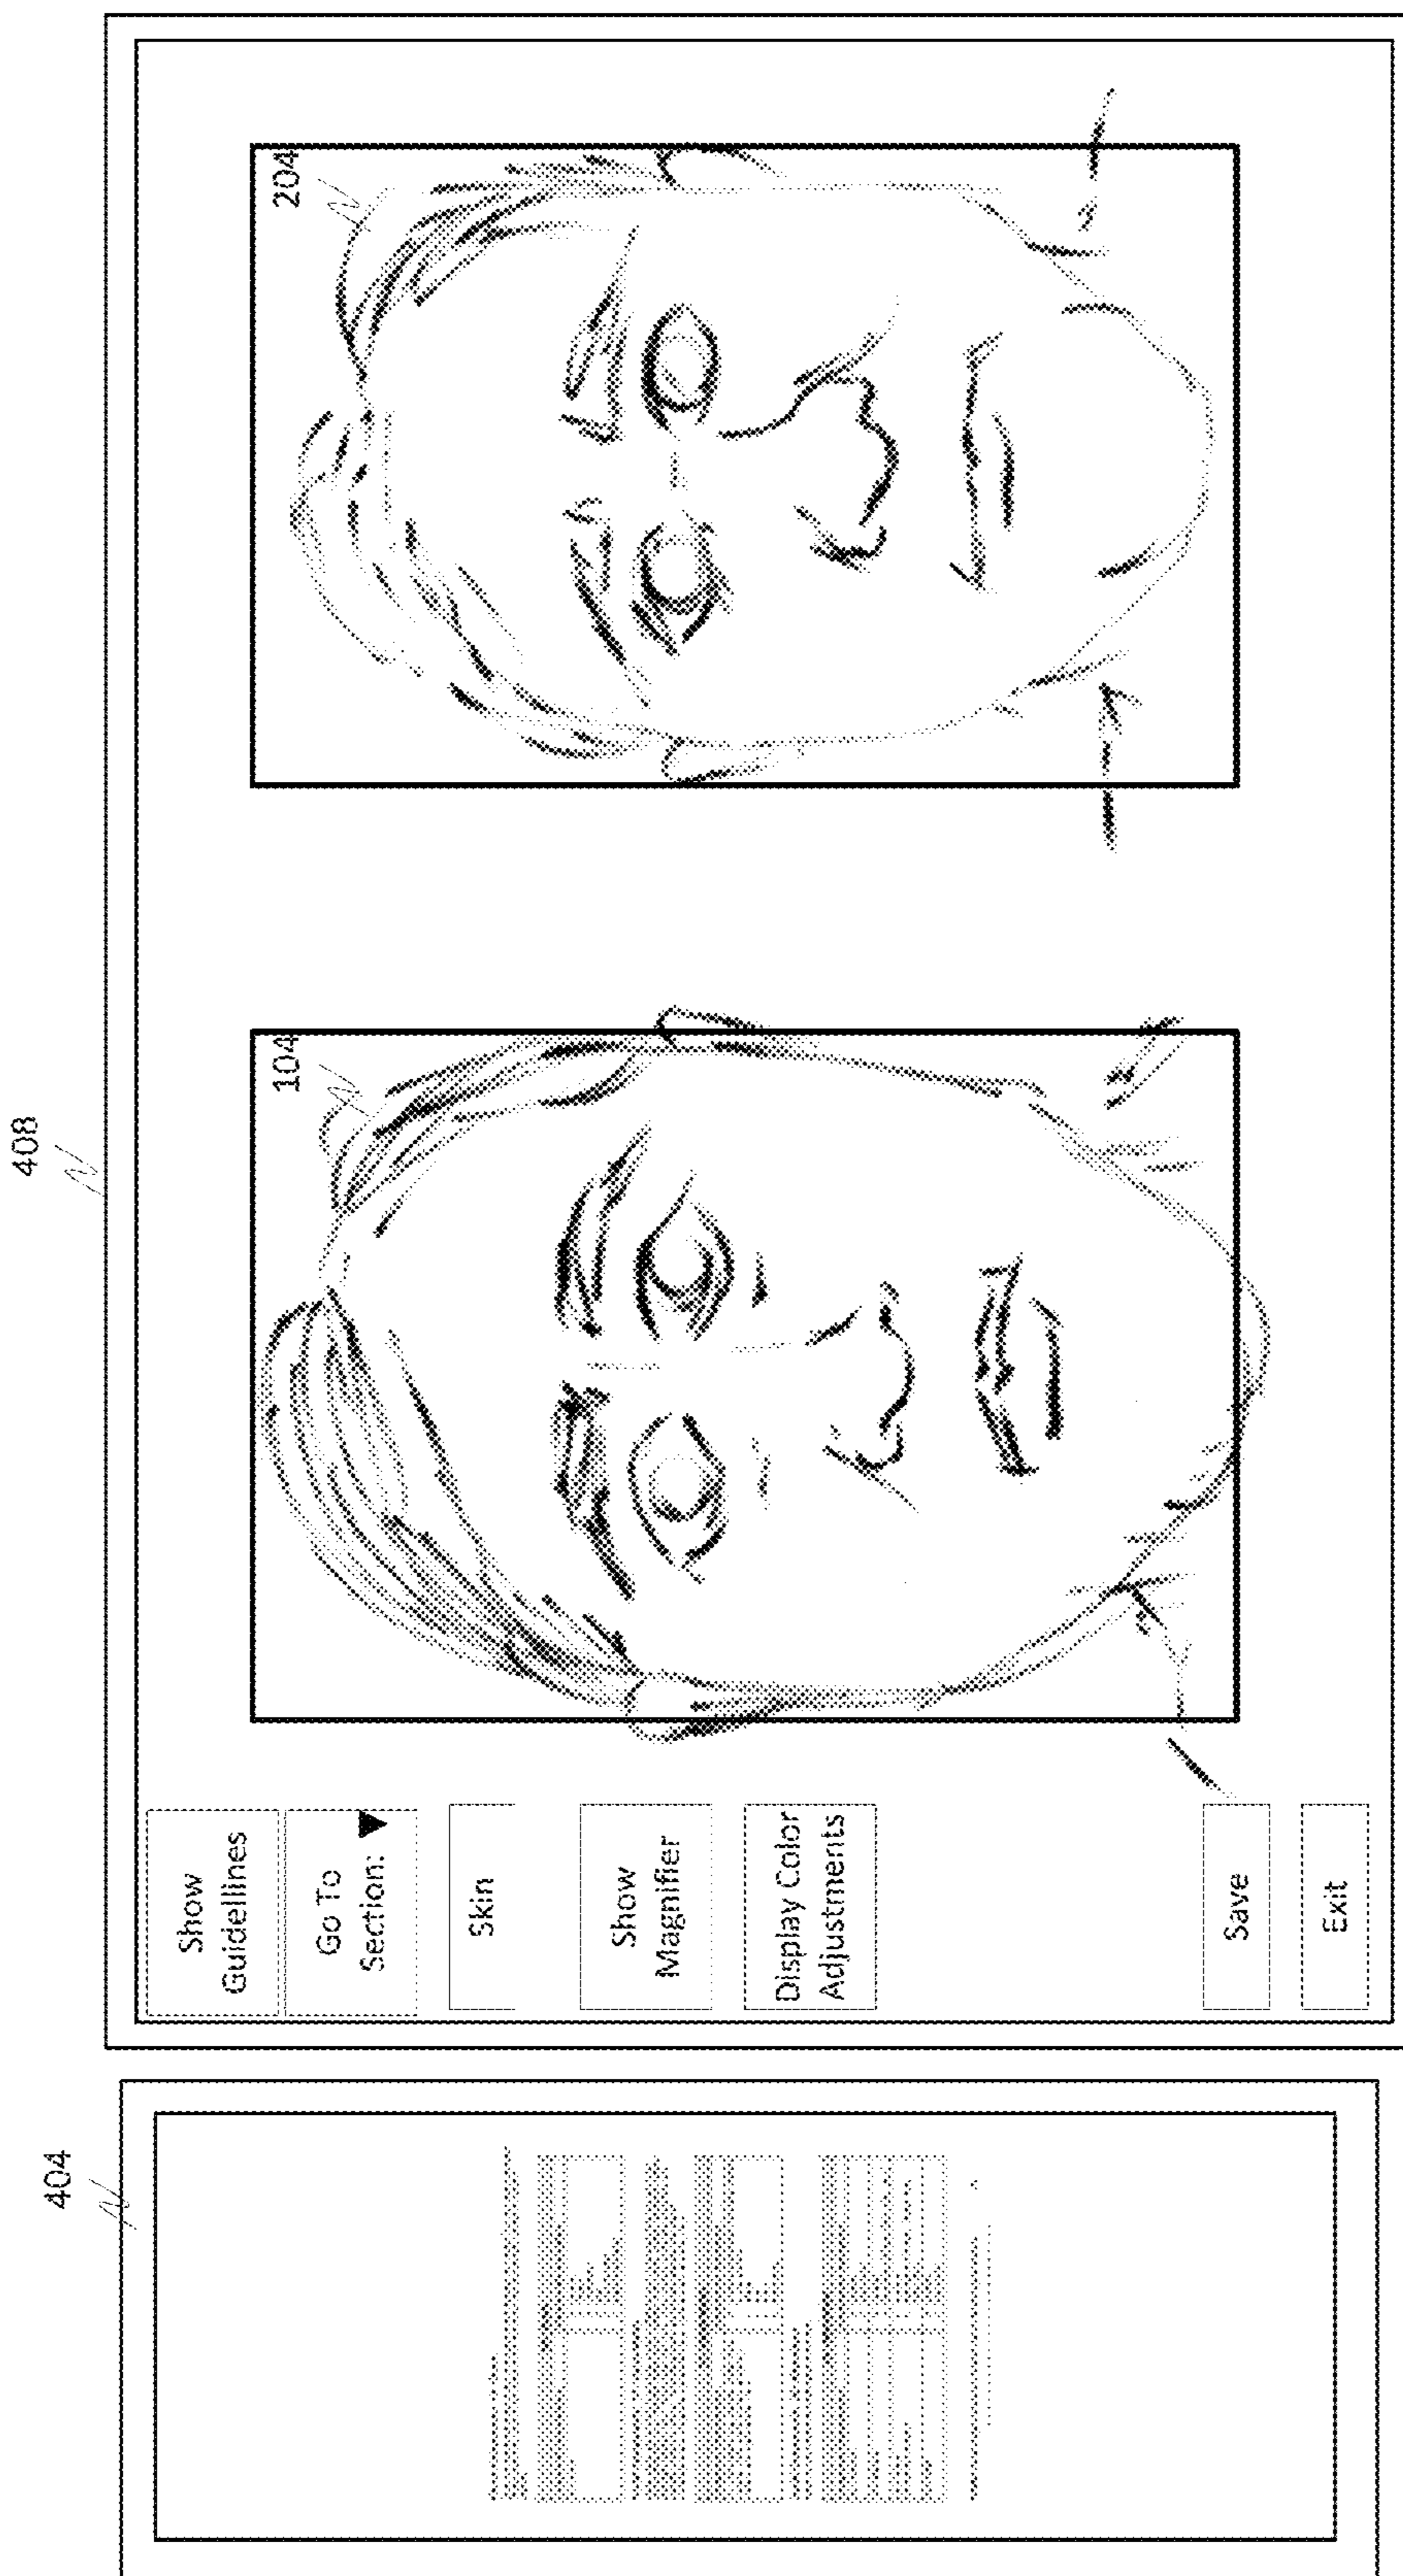 404
408
Show
Guidellines
Go To
Section: ▼
Skin
Show
Magnifier
Display Color
Adjustments
Save
Exit
104
204